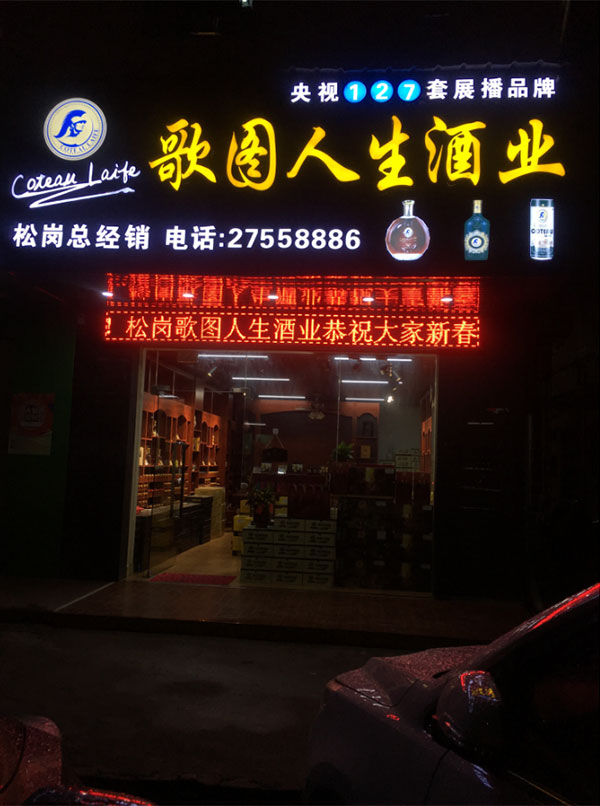 央视127套展播品牌
歌图人生酒业
Coteau Laife
松岗总经销 电话:27558886
松岗歌图人生酒业恭祝大家新春